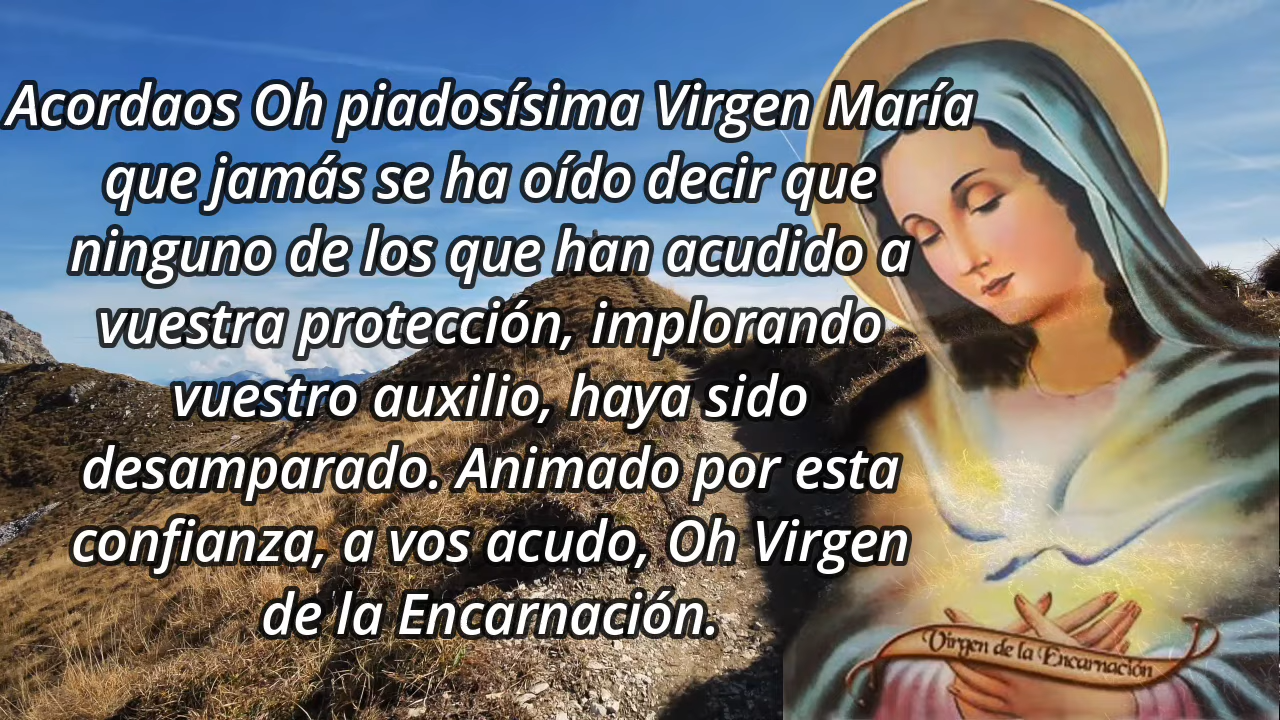 Acordaos Oh piadosísima Virgen María
que jamás se ha oído decir que
ninguno de los que han acudido a
vuestra protección, implorando
vuestro auxilio, haya sido
desamparado. Animado por esta
confianza, a vos acudo, Oh Virgen
de la Encarnación.
Virgen de la Encarnación